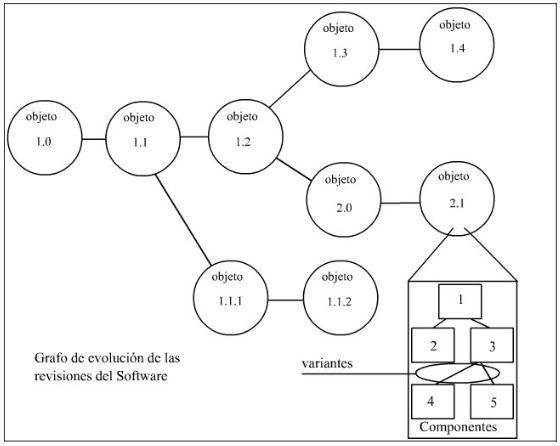 objeto
1.3
objeto
1.4
objeto
1.0
objeto
1.1
objeto
1.2
objeto
2.0
objeto
2.1
objeto
1.1.1
objeto
1.1.2
1
2
3
4
5
Componentes
variantes
Grafo de evolución de las
revisiones del Software